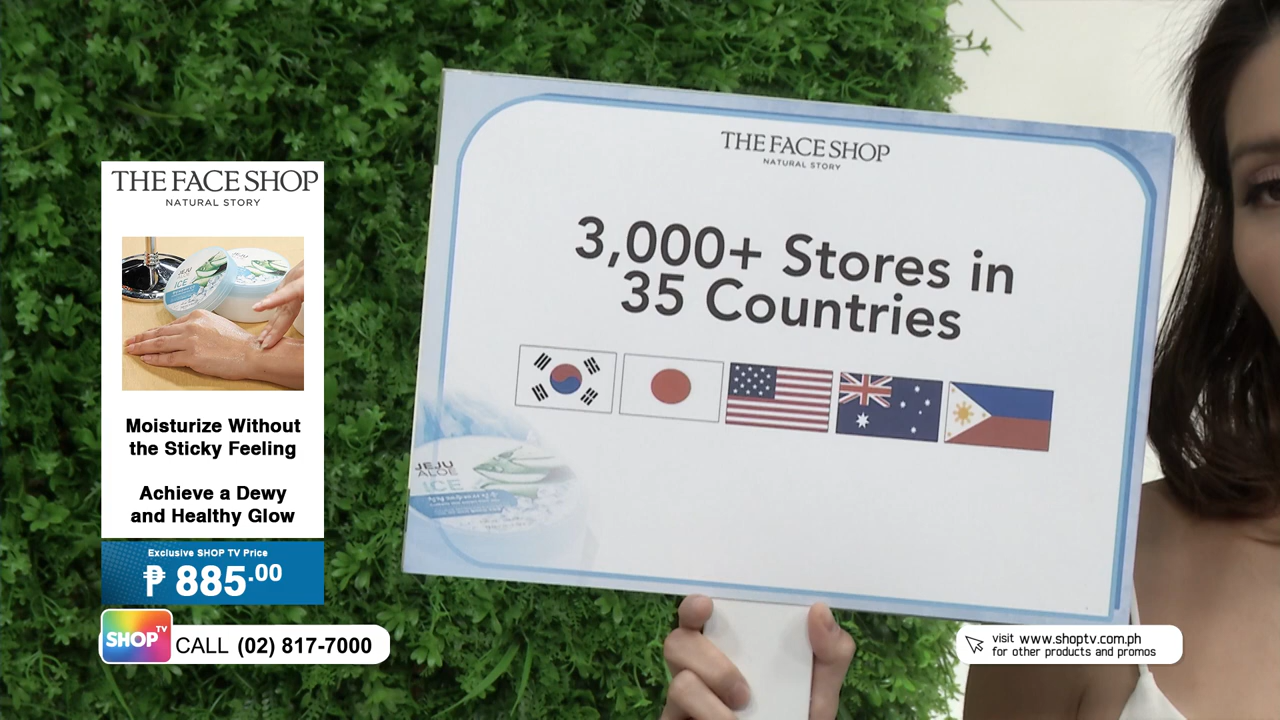 THE FACE SHOP
NATURAL STORY
JEJU
ICE
Moisturize Without
the Sticky Feeling
Achieve a Dewy
and Healthy Glow
Exclusive SHOP TV Price
₱ 885.00
SHOP TV
CALL (02) 817-7000
THE FACE SHOP
NATURAL STORY
3,000+ Stores in
35 Countries
JEJU
ALOE
ICE
visit www.shoptv.com.ph
for other products and promos